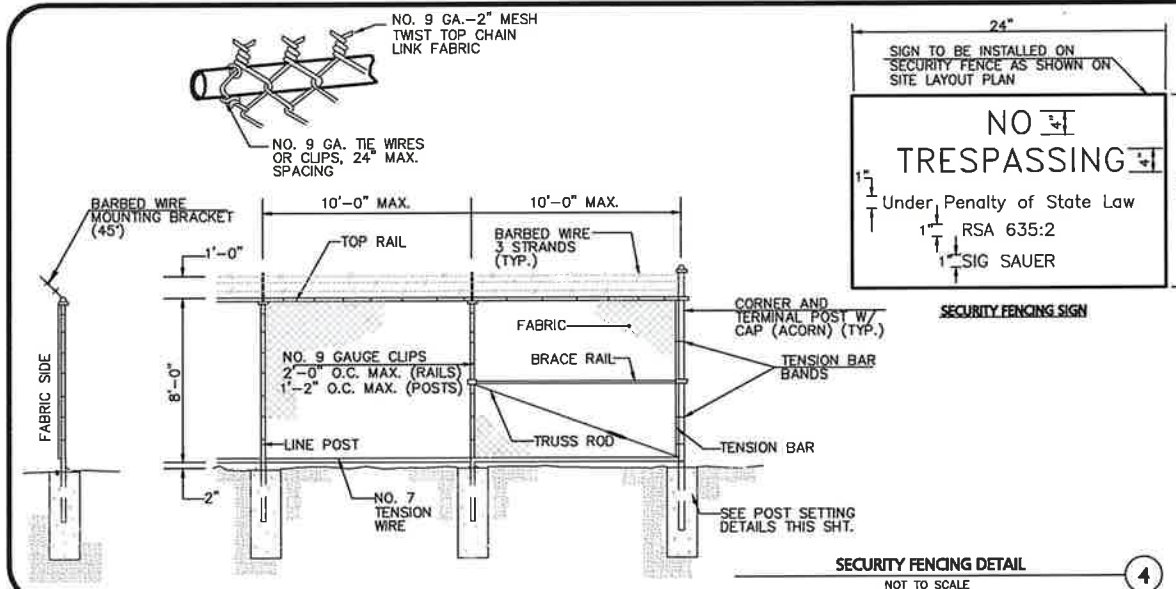 NO. 9 GA.-2" MESH
TWIST TOP CHAIN
LINK FABRIC
NO. 9 GA. TIE WIRES
OR CLIPS, 24" MAX.
SPACING
24"
SIGN TO BE INSTALLED ON
SECURITY FENCE AS SHOWN ON
SITE LAYOUT PLAN
NO 4"
TRESPASSING 4"
1"
Under Penalty of State Law
1" RSA 635:2
1" SIG SAUER
SECURITY FENCING SIGN
BARBED WIRE
MOUNTING BRACKET
(45°)
10'-0" MAX.
10'-0" MAX.
1'-0"
TOP RAIL
BARBED WIRE
3 STRANDS
(TYP.)
CORNER AND
TERMINAL POST W/
CAP (ACORN) (TYP.)
FABRIC
FABRIC SIDE
8'-0"
NO. 9 GAUGE CLIPS
2'-0" O.C. MAX. (RAILS)
1'-2" O.C. MAX. (POSTS)
BRACE RAIL
TENSION BAR
BANDS
LINE POST
TRUSS ROD
TENSION BAR
2"
NO. 7
TENSION
WIRE
SEE POST SETTING
DETAILS THIS SHT.
SECURITY FENCING DETAIL
NOT TO SCALE
4